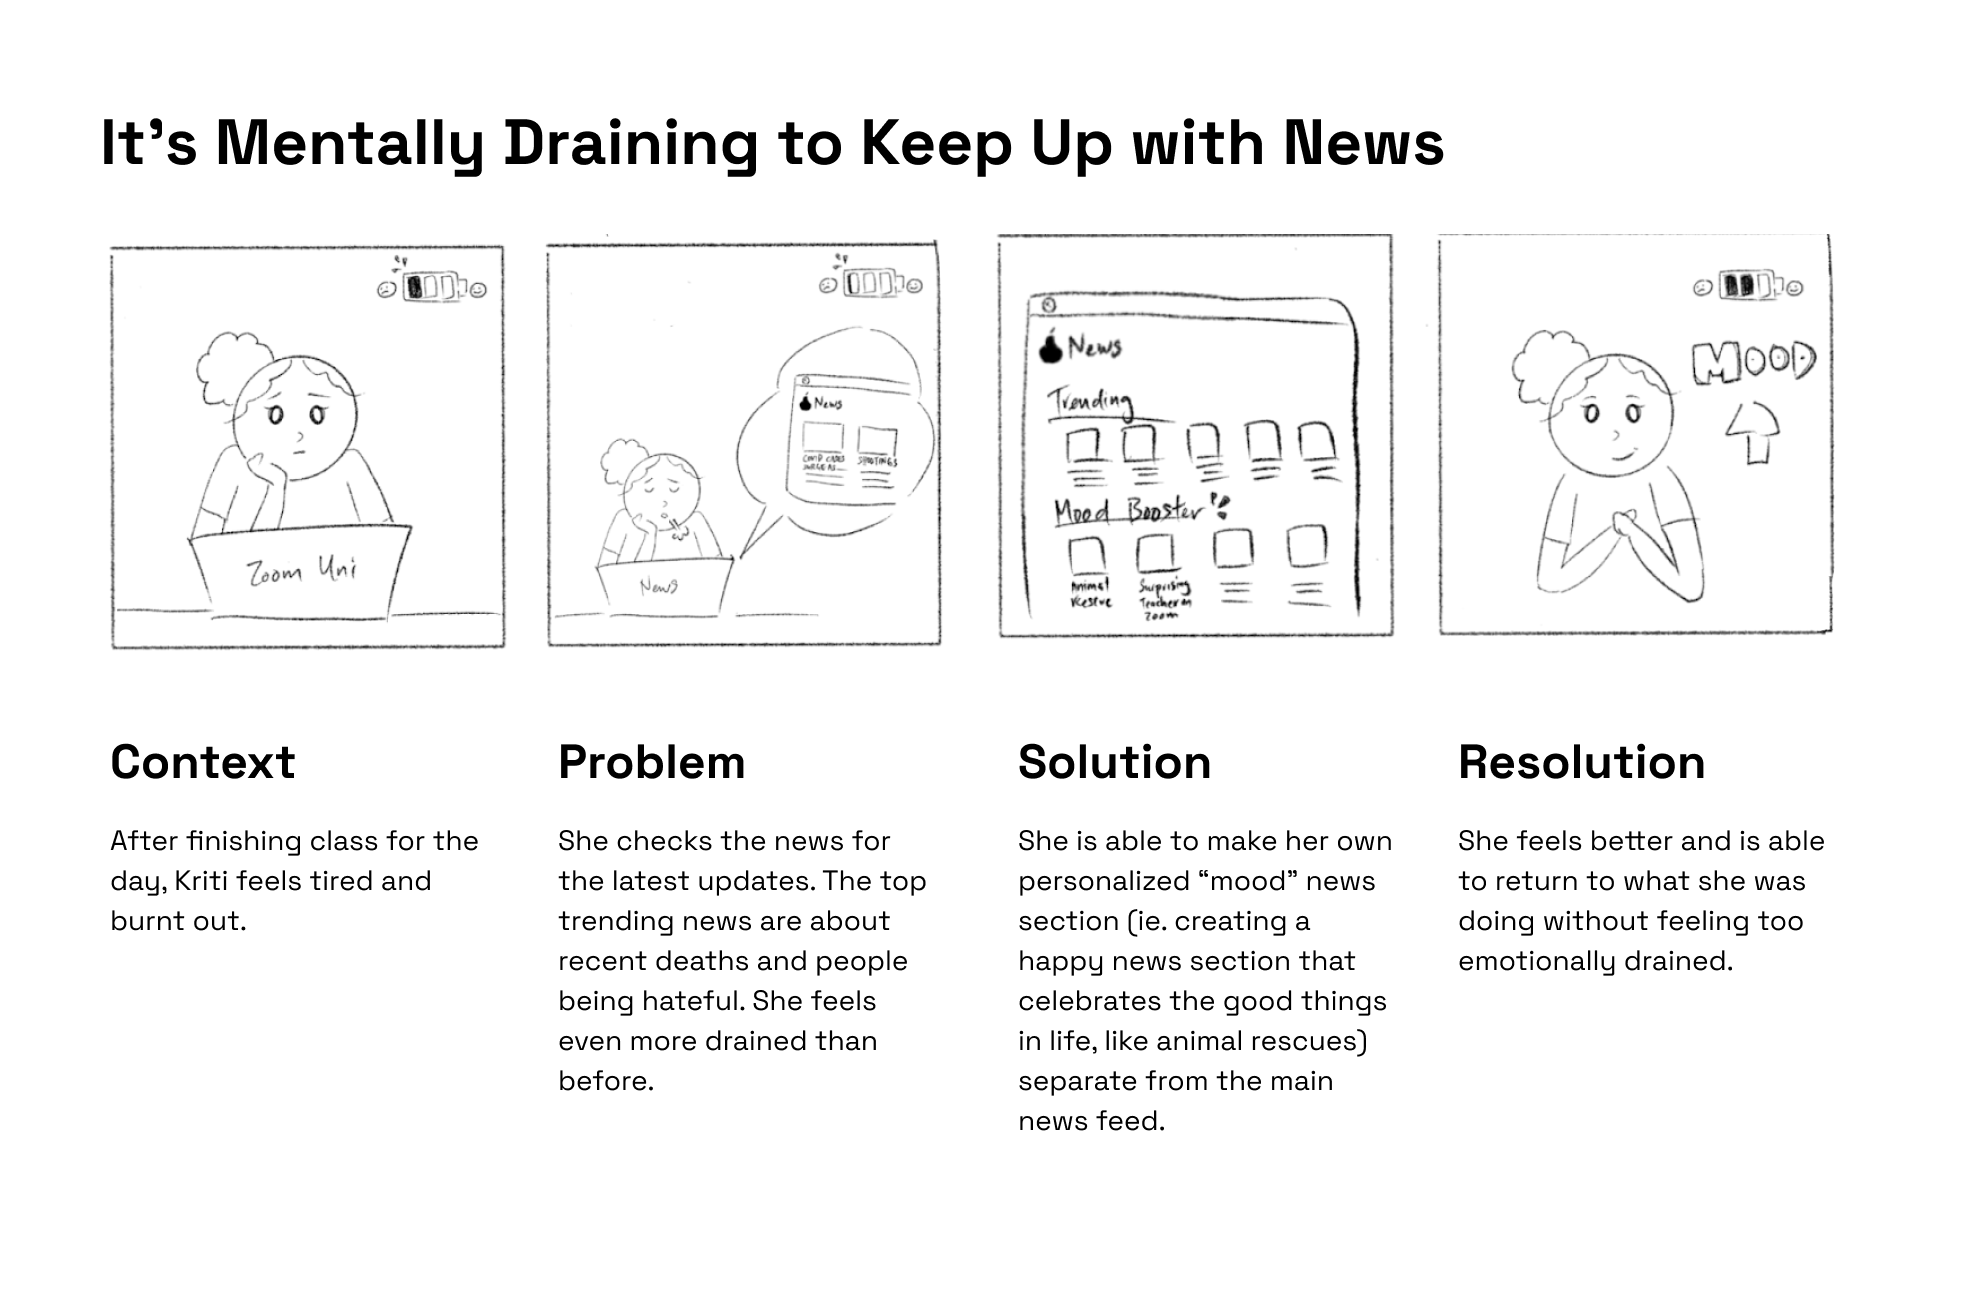 It's Mentally Draining to Keep Up with News
Zoom Uni
News
News
COVID CASES
SURGE AS
SHOOTINGS
News
Trending
Mood Booster
Animal
Rescue
Surprising
Teacher on
Zoom
MOOD
Context
After finishing class for the
day, Kriti feels tired and
burnt out.
Problem
She checks the news for
the latest updates. The top
trending news are about
recent deaths and people
being hateful. She feels
even more drained than
before.
Solution
She is able to make her own
personalized “mood” news
section (ie. creating a
happy news section that
celebrates the good things
in life, like animal rescues)
separate from the main
news feed.
Resolution
She feels better and is able
to return to what she was
doing without feeling too
emotionally drained.